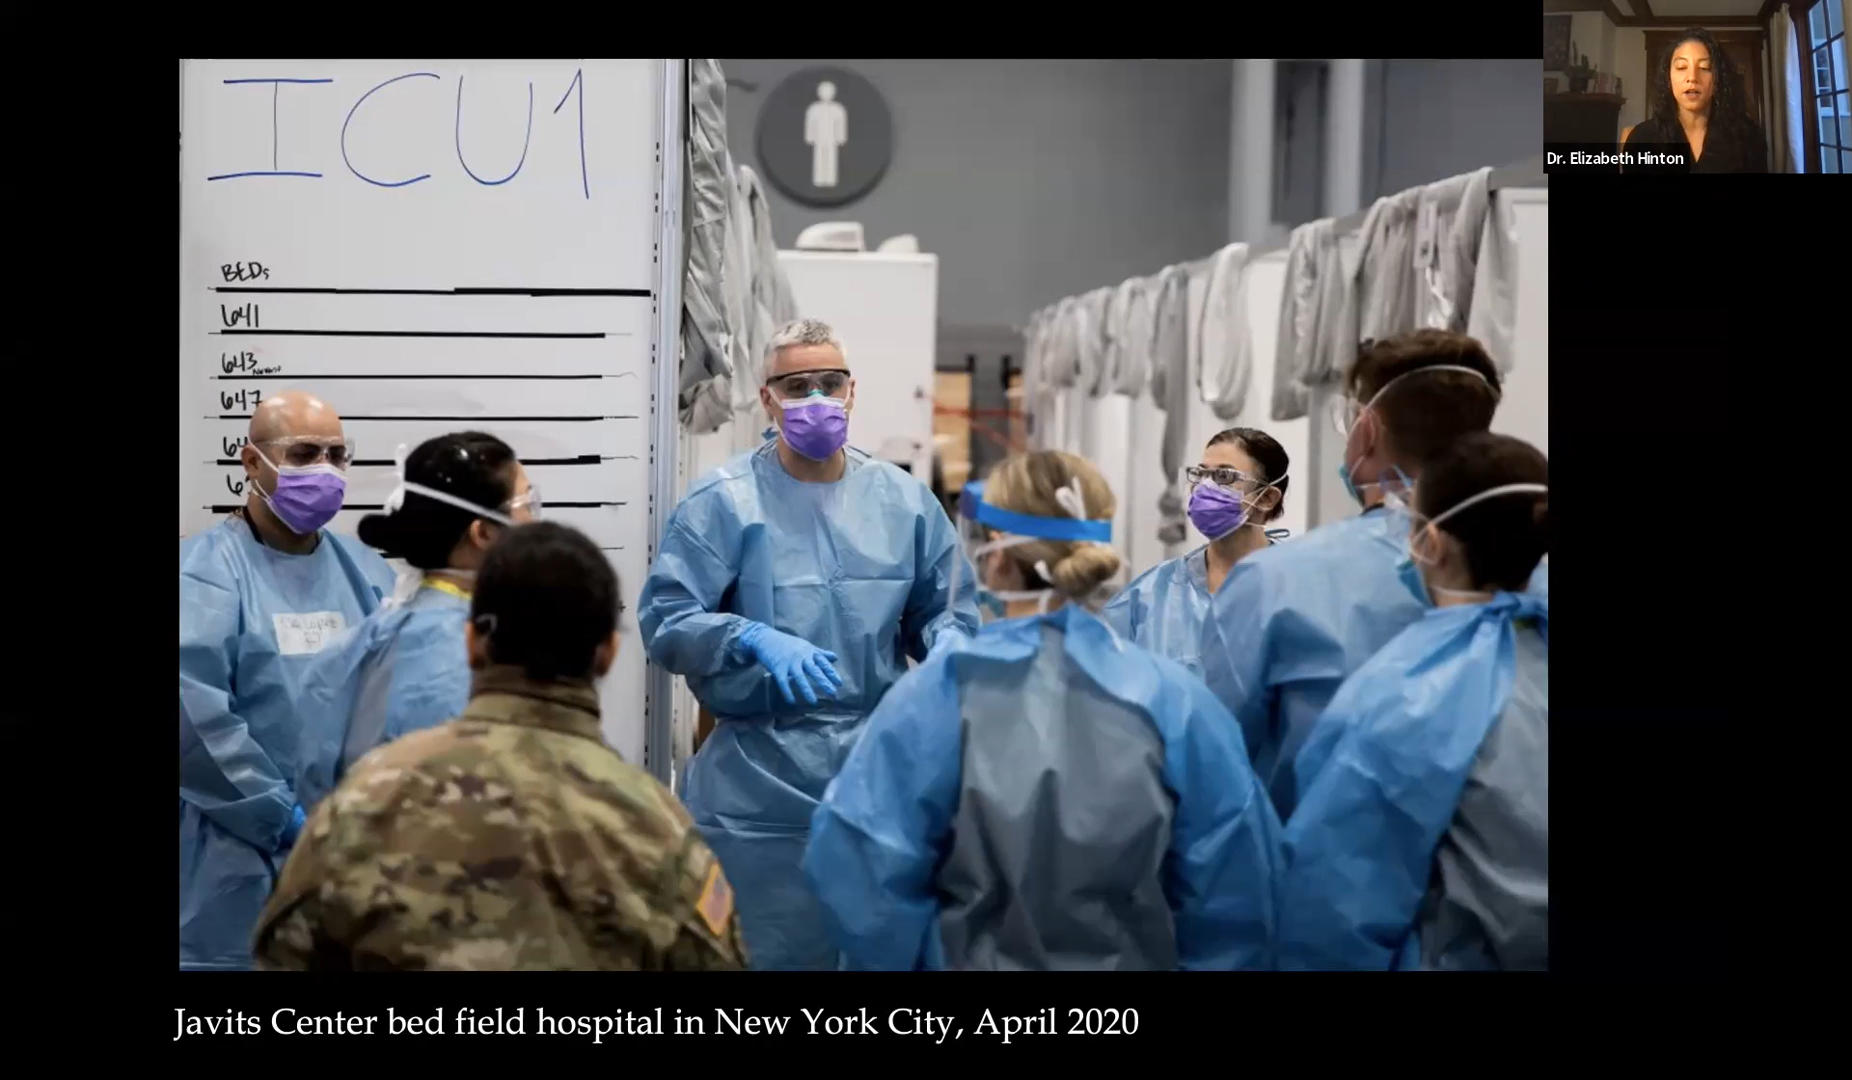 ICU1
BEDs
641
643
647
Dr. Elizabeth Hinton
Javits Center bed field hospital in New York City, April 2020